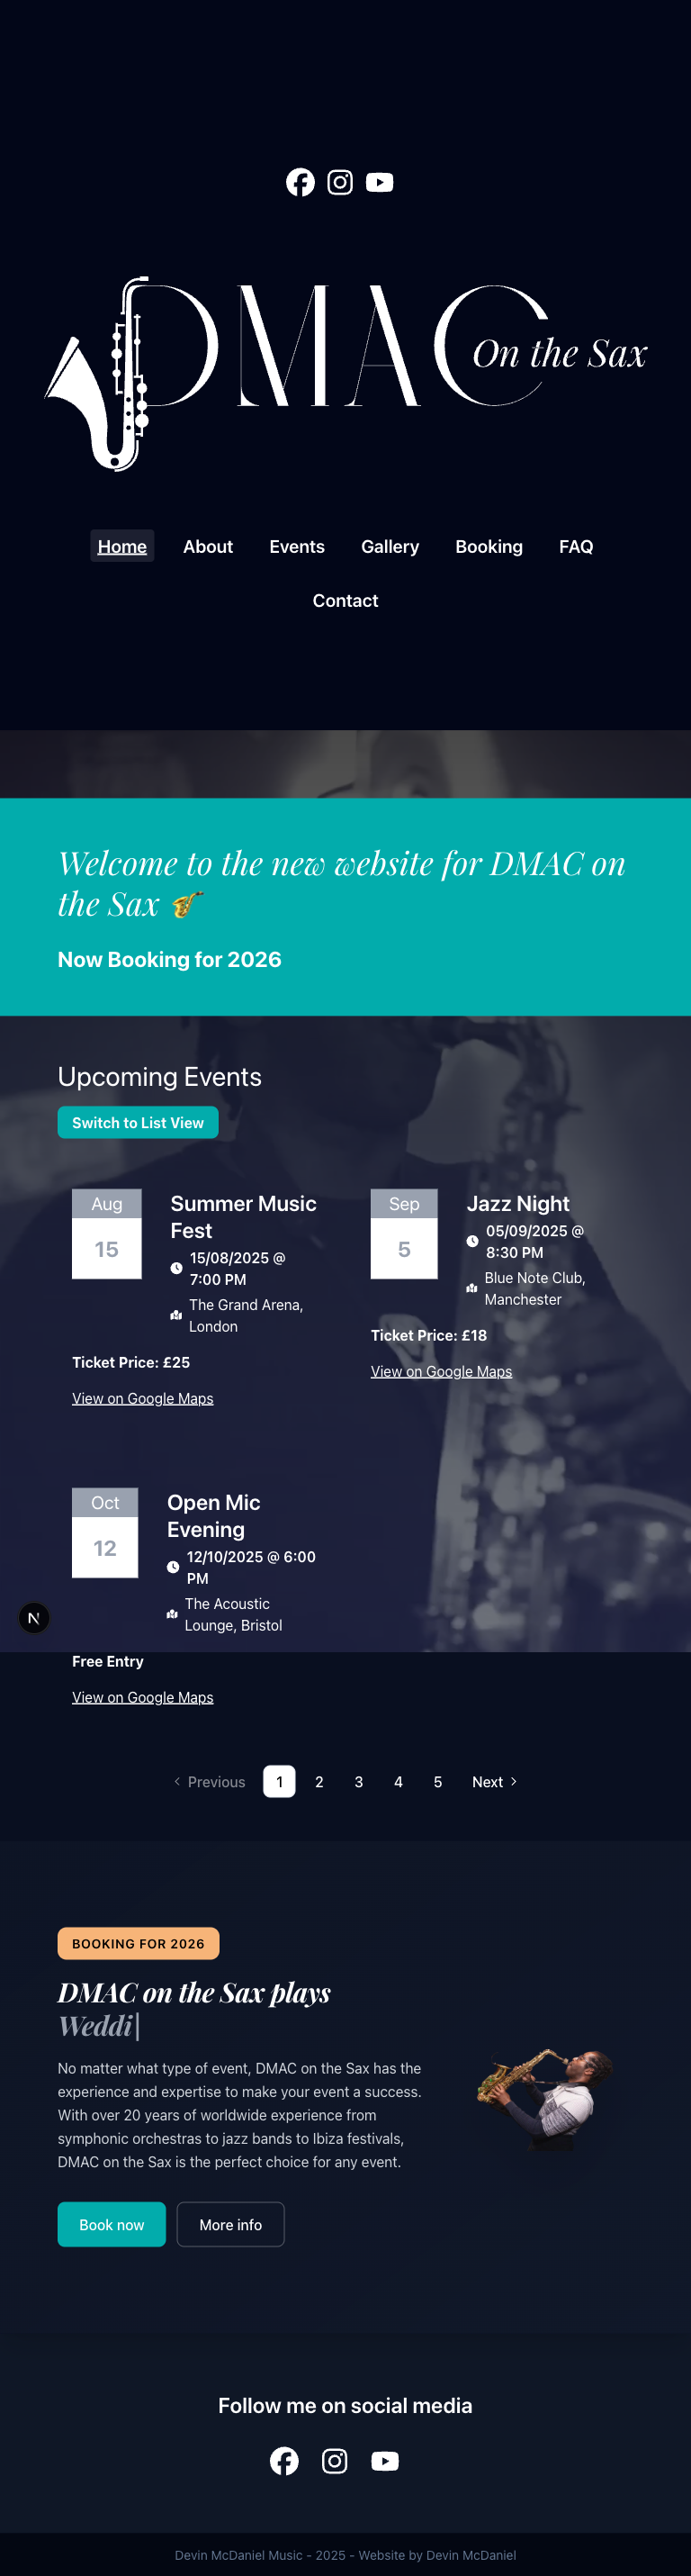 DMAC
On the Sax
Home About Events Gallery Booking FAQ
Contact
Welcome to the new website for DMAC on
the Sax 🎷
Now Booking for 2026
Upcoming Events
Switch to List View
Aug
15
Summer Music
Fest
15/08/2025 @
7:00 PM
The Grand Arena,
London
Ticket Price: £25
View on Google Maps
Sep
5
Jazz Night
05/09/2025 @
8:30 PM
Blue Note Club,
Manchester
Ticket Price: £18
View on Google Maps
Oct
12
Open Mic
Evening
12/10/2025 @ 6:00
PM
The Acoustic
Lounge, Bristol
N
Free Entry
View on Google Maps
Previous 1 2 3 4 5 Next
BOOKING FOR 2026
DMAC on the Sax plays
Weddi|
No matter what type of event, DMAC on the Sax has the
experience and expertise to make your event a success.
With over 20 years of worldwide experience from
symphonic orchestras to jazz bands to Ibiza festivals,
DMAC on the Sax is the perfect choice for any event.
Book now More info
Follow me on social media
Devin McDaniel Music - 2025 - Website by Devin McDaniel